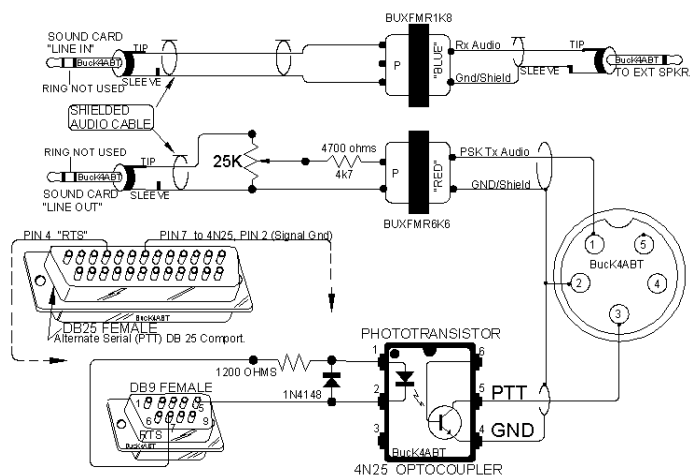 BUXFMR1K8
SOUND CARD
"LINE IN"
TIP
BucK4ABT
RING NOT USED
SLEEVE
P
"BLUE"
Rx Audio
Gnd/Shield
TIP
BucK4ABT
SLEEVE
TO EXT SPKR.
SHIELDED
AUDIO CABLE
RING NOT USED
TIP
BucK4ABT
SLEEVE
SOUND CARD
"LINE OUT"
25K
4700 ohms
4k7
P
"RED"
PSK Tx Audio
GND/Shield
BUXFMR6K6
PIN 4 "RTS"
PIN 7 to 4N25, PIN 2 (Signal Gnd)
BucK4ABT
DB25 FEMALE
Alternate Serial (PTT) DB 25 Comport.
1
5
BucK4ABT
2
4
3
PHOTOTRANSISTOR
1200 OHMS
1N4148
DB9 FEMALE
1
5
6
7
9
RTS
BucK4ABT
1
6
2
5
PTT
3
4
GND
BucK4ABT
4N25 OPTOCOUPLER